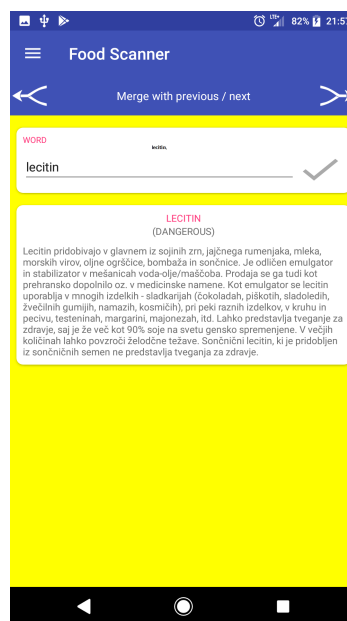 LTE+ 82% 21:57
Food Scanner
Merge with previous / next
WORD
lecitin,
lecitin
LECITIN
(DANGEROUS)
Lecitin pridobivajo v glavnem iz sojinih zrn, jajčnega rumenjaka, mleka,
morskih virov, oljne ogrščice, bombaža in sončnice. Je odličen emulgator
in stabilizator v mešanicah voda-olje/maščoba. Prodaja se ga tudi kot
prehransko dopolnilo oz. v medicinske namene. Kot emulgator se lecitin
uporablja v mnogih izdelkih - sladkarijah (čokoladah, piškotih, sladoledih,
žvečilnih gumijih, namazih, kosmičih), pri peki raznih izdelkov, v kruhu in
pecivu, testeninah, margarini, majonezah, itd. Lahko predstavlja tveganje za
zdravje, saj je že več kot 90% soje na svetu gensko spremenjene. V večjih
količinah lahko povzroči želodčne težave. Sončnični lecitin, ki je pridobljen
iz sončničnih semen ne predstavlja tveganja za zdravje.